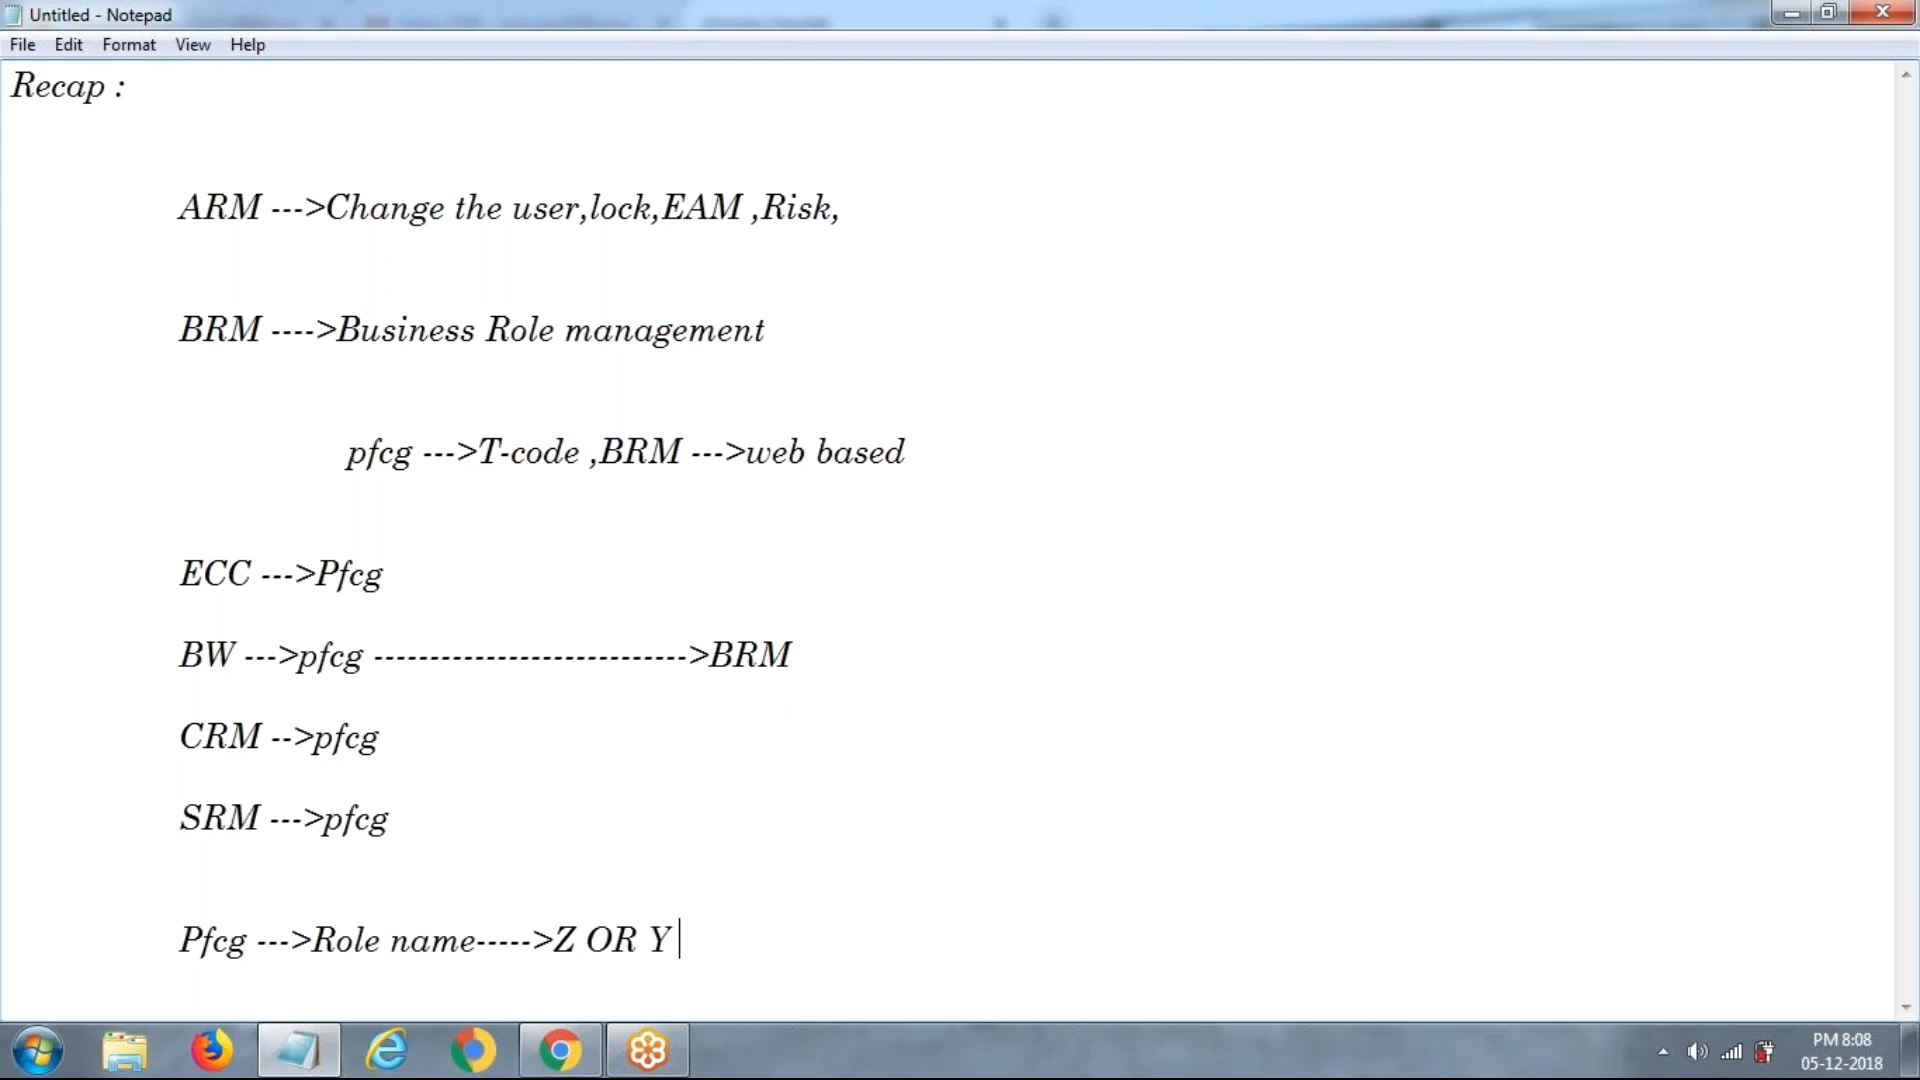 Untitled - Notepad
File Edit Format View Help
Recap :
ARM --->Change the user,lock,EAM ,Risk,
BRM ---->Business Role management
pfcg --->T-code ,BRM --->web based
ECC --->Pfcg
BW --->pfcg ---------------------------->BRM
CRM -->pfcg
SRM --->pfcg
Pfcg --->Role name----->Z OR Y
PM 8:08
05-12-2018